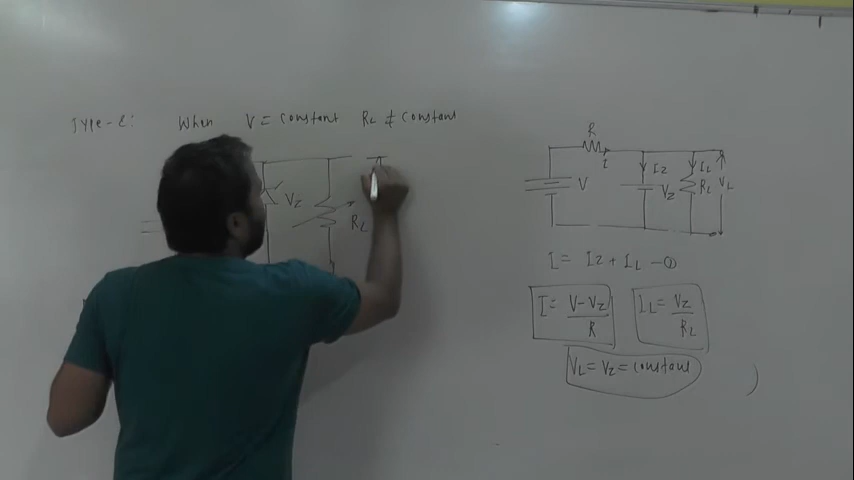 Type-2: When V = constant RL ≠ constant
VZ
RL
R
I
IZ
IL
V
VZ
RL
VL
I = IZ + IL - ①
I = V-VZ / R
IL = VZ / RL
VL = VZ = constant